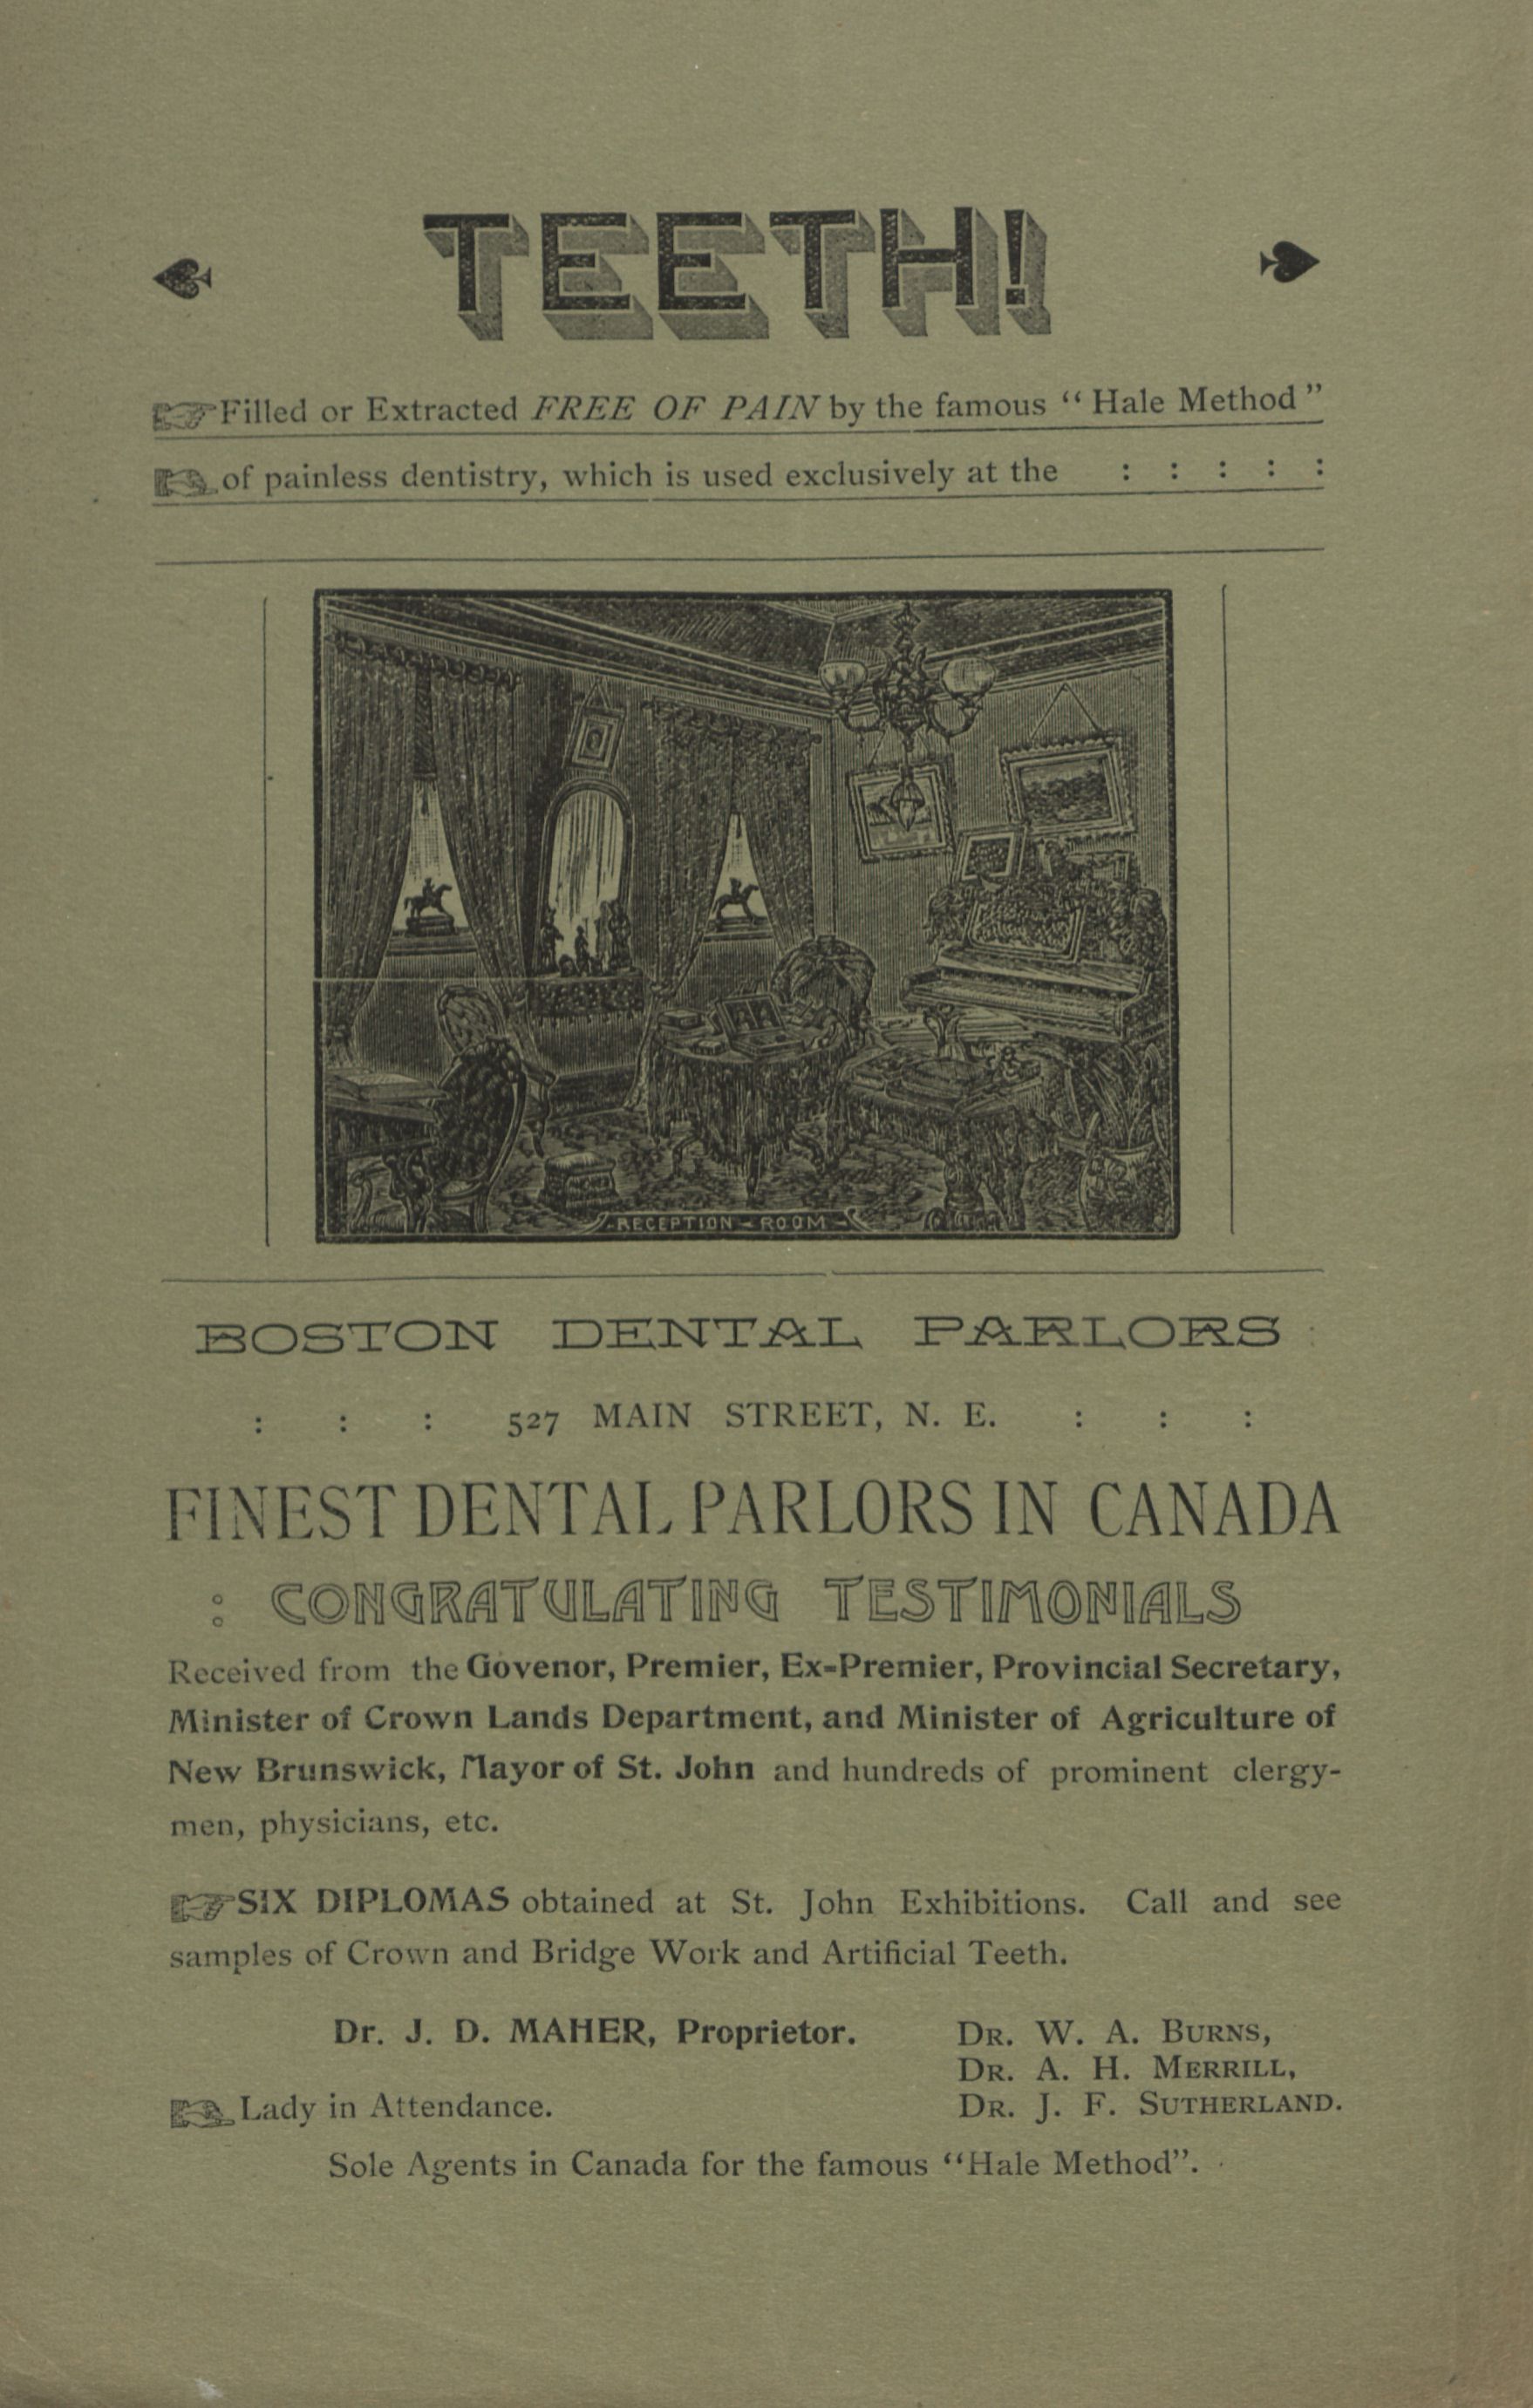 TEETH!
Filled or Extracted FREE OF PAIN by the famous "Hale Method"
of painless dentistry, which is used exclusively at the : : : : :
RECEPTION - ROOM
BOSTON DENTAL PARLORS :
: : : 527 MAIN STREET, N. E. : : :
FINEST DENTAL PARLORS IN CANADA
: CONGRATULATING TESTIMONIALS
Received from the Govenor, Premier, Ex-Premier, Provincial Secretary,
Minister of Crown Lands Department, and Minister of Agriculture of
New Brunswick, Mayor of St. John and hundreds of prominent clergy-
men, physicians, etc.
SIX DIPLOMAS obtained at St. John Exhibitions. Call and see
samples of Crown and Bridge Work and Artificial Teeth.
Dr. J. D. MAHER, Proprietor.
DR. W. A. BURNS,
DR. A. H. MERRILL,
Lady in Attendance.
DR. J. F. SUTHERLAND.
Sole Agents in Canada for the famous "Hale Method".